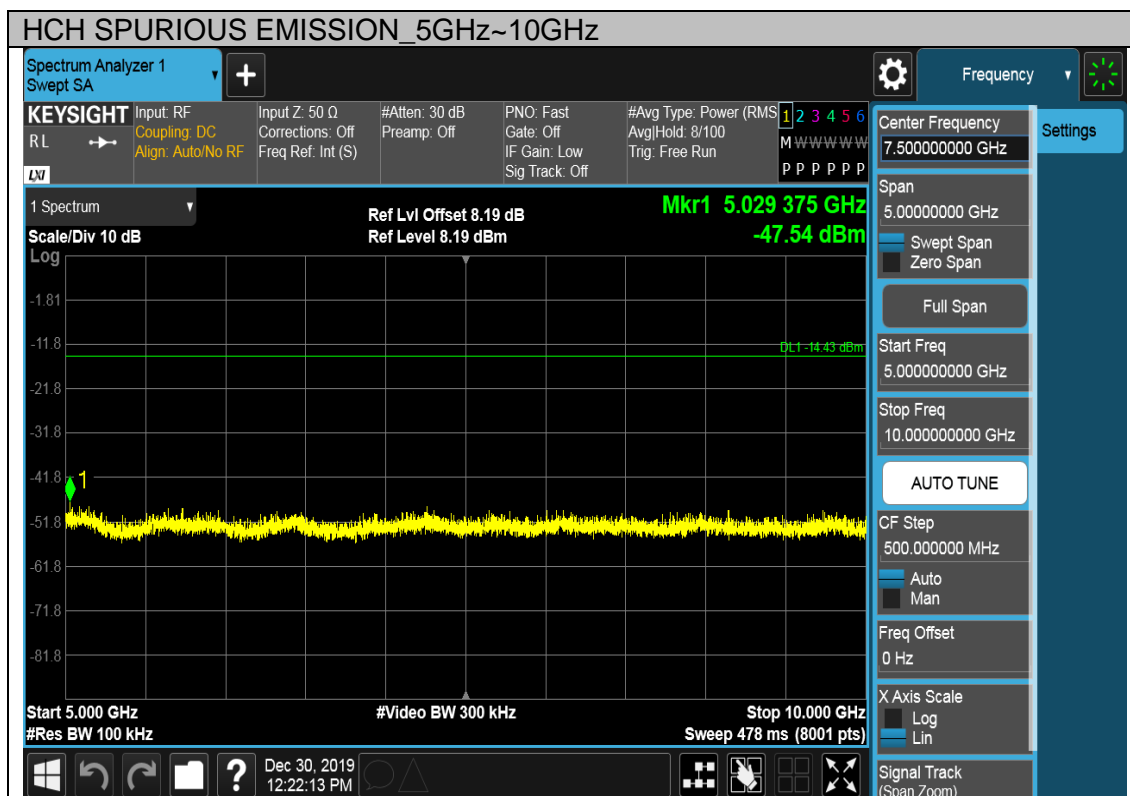 HCH SPURIOUS EMISSION_5GHz~10GHz
Spectrum Analyzer 1
Swept SA
Frequency
KEYSIGHT
R L
LXI
Input: RF
Coupling: DC
Align: Auto/No RF
Input Z: 50 Ω
Corrections: Off
Freq Ref: Int (S)
#Atten: 30 dB
Preamp: Off
PNO: Fast
Gate: Off
IF Gain: Low
Sig Track: Off
#Avg Type: Power (RMS
Avg|Hold: 8/100
Trig: Free Run
1 2 3 4 5 6
M W W W W W
P P P P P P
1 Spectrum
Scale/Div 10 dB
Ref Lvl Offset 8.19 dB
Ref Level 8.19 dBm
Mkr1 5.029 375 GHz
-47.54 dBm
Log
-1.81
-11.8
DL1 -14.43 dBm
-21.8
-31.8
-41.8
1
-51.8
-61.8
-71.8
-81.8
Start 5.000 GHz
#Video BW 300 kHz
Stop 10.000 GHz
#Res BW 100 kHz
Sweep 478 ms (8001 pts)
?
Dec 30, 2019
12:22:13 PM
Center Frequency
7.500000000 GHz
Settings
Span
5.00000000 GHz
Swept Span
Zero Span
Full Span
Start Freq
5.000000000 GHz
Stop Freq
10.000000000 GHz
AUTO TUNE
CF Step
500.000000 MHz
Auto
Man
Freq Offset
0 Hz
X Axis Scale
Log
Lin
Signal Track
(Span Zoom)